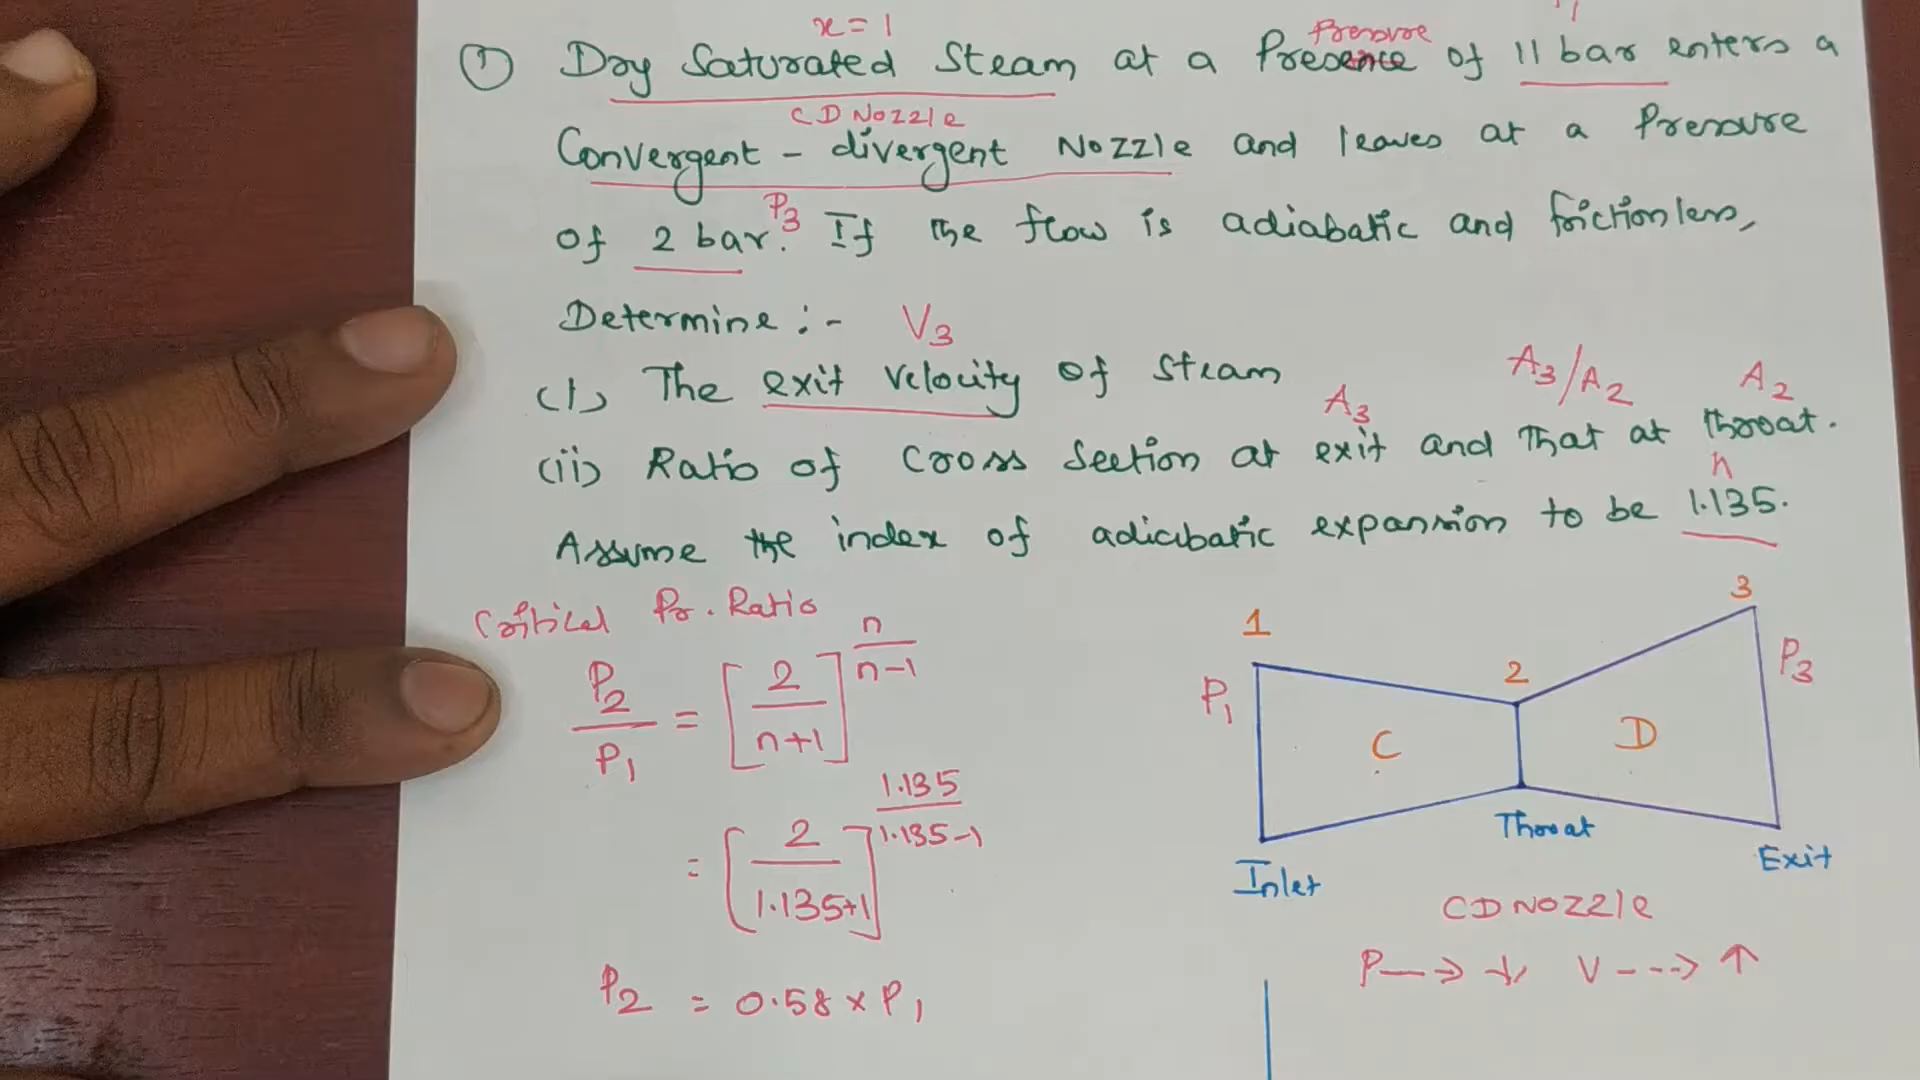 x = 1
Pressure
① Dry Saturated Steam at a Presence of 11 bar enters a
CD Nozzle
Convergent - divergent Nozzle and leaves at a Pressure
P3
of 2 bar. If the flow is adiabatic and frictionless,
Determine :- V3
(i) The exit velocity of steam
A3 A3/A2 A2
(ii) Ratio of Cross Section at exit and that at throat.
n
Assume the index of adiabatic expansion to be 1.135.
Critical Pr. Ratio
P2/P1 = [2/(n+1)]^(n/(n-1))
= [2/(1.135+1)]^(1.135/(1.135-1))
P2 = 0.58 x P1
1 2 3
P1 C D P3
Inlet Throat Exit
CD NOZZle
P —→ ↓ V ---→ ↑